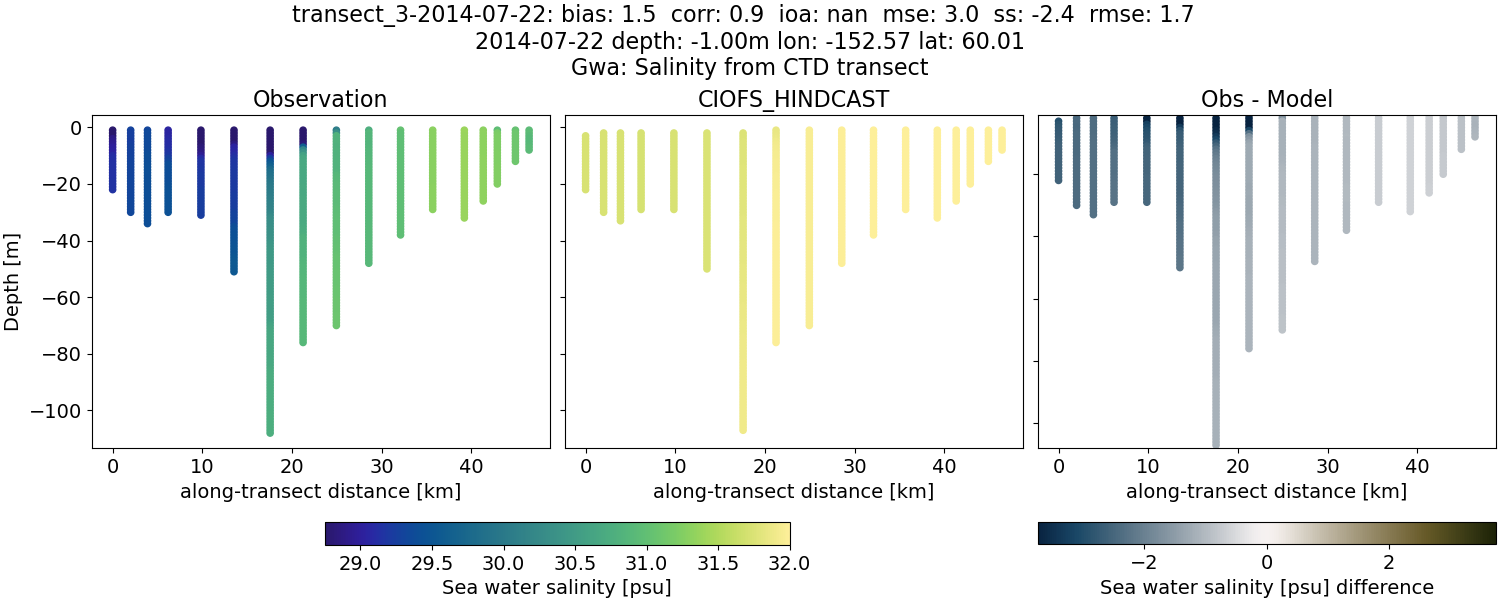 transect_3-2014-07-22: bias: 1.5  corr: 0.9  ioa: nan  mse: 3.0  ss: -2.4  rmse: 1.7
2014-07-22 depth: -1.00m lon: -152.57 lat: 60.01
Gwa: Salinity from CTD transect
Observation
CIOFS_HINDCAST
Obs - Model
Depth [m]
0
−20
−40
−60
−80
−100
0 10 20 30 40
0 10 20 30 40
0 10 20 30 40
along-transect distance [km]
along-transect distance [km]
along-transect distance [km]
29.0 29.5 30.0 30.5 31.0 31.5 32.0
Sea water salinity [psu]
−2 0 2
Sea water salinity [psu] difference